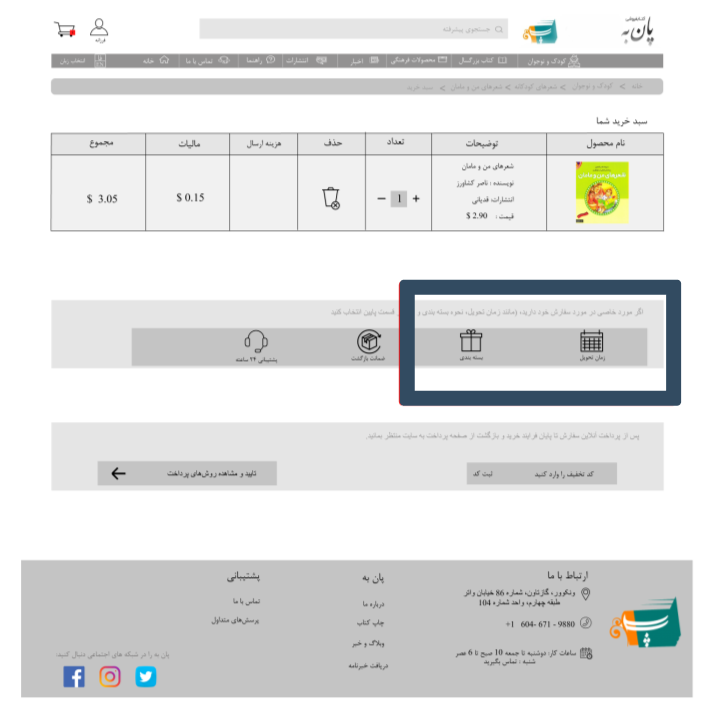 کتابفروشی
پان‌به
جستجوی پیشرفته
فرزانه
کودک و نوجوان
کتاب بزرگسال
محصولات فرهنگی
اخبار
انتشارات
راهنما
تماس با ما
خانه
انتخاب زبان
خانه > کودک و نوجوان > شعرهای کودکانه > شعرهای من و مامان > سبد خرید
سبد خرید شما
نام محصول توضیحات تعداد حذف هزینه ارسال مالیات مجموع
شعرهای من و مامان
شعرهای من و مامان
نویسنده : ناصر کشاورز
انتشارات: قدیانی
قیمت : 2.90 $
+ 1 −
$ 0.15
$ 3.05
اگر مورد خاصی در مورد سفارش خود دارید، (مانند زمان تحویل، نحوه بسته بندی و قسمت پایین انتخاب کنید
زمان تحویل
بسته بندی
ضمانت بازگشت
پشتیبانی ۲۴ ساعته
پس از پرداخت آنلاین سفارش تا پایان فرایند خرید و بازگشت از صفحه پرداخت به سایت منتظر بمانید.
کد تخفیف را وارد کنید ثبت کد
تایید و مشاهده روش‌های پرداخت
ارتباط با ما
ونکوور، گازتاون، شماره 86 خیابان واتر
طبقه چهارم، واحد شماره 104
+1 604- 671 - 9880
ساعات کار: دوشنبه تا جمعه 10 صبح تا 6 عصر
شنبه : تماس بگیرید
پان به
درباره ما
چاپ کتاب
وبلاگ و خبر
دریافت خبرنامه
پشتیبانی
تماس با ما
پرسش‌های متداول
پان به را در شبکه های اجتماعی دنبال کنید: